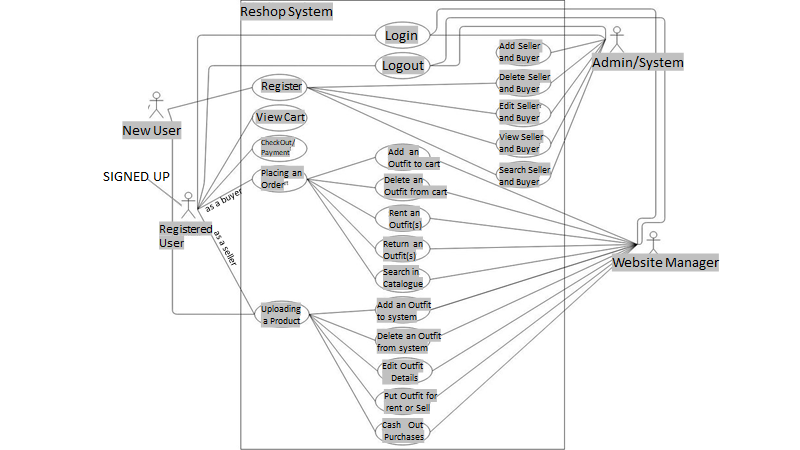 Reshop System
Login
Logout
Register
View Cart
CheckOut/
Payment
Placing an
Order
Uploading
a Product
Add Seller
and Buyer
Delete Seller
and Buyer
Edit Seller
and Buyer
View Seller
and Buyer
Search Seller
and Buyer
Add an
Outfit to cart
Delete an
Outfit from cart
Rent an
Outfit(s)
Return an
Outfit(s)
Search in
Catalogue
Add an Outfit
to system
Delete an Outfit
from system
Edit Outfit
Details
Put Outfit for
rent or Sell
Cash Out
Purchases
New User
SIGNED UP
Registered
User
as a buyer
as a seller
Admin/System
Website Manager